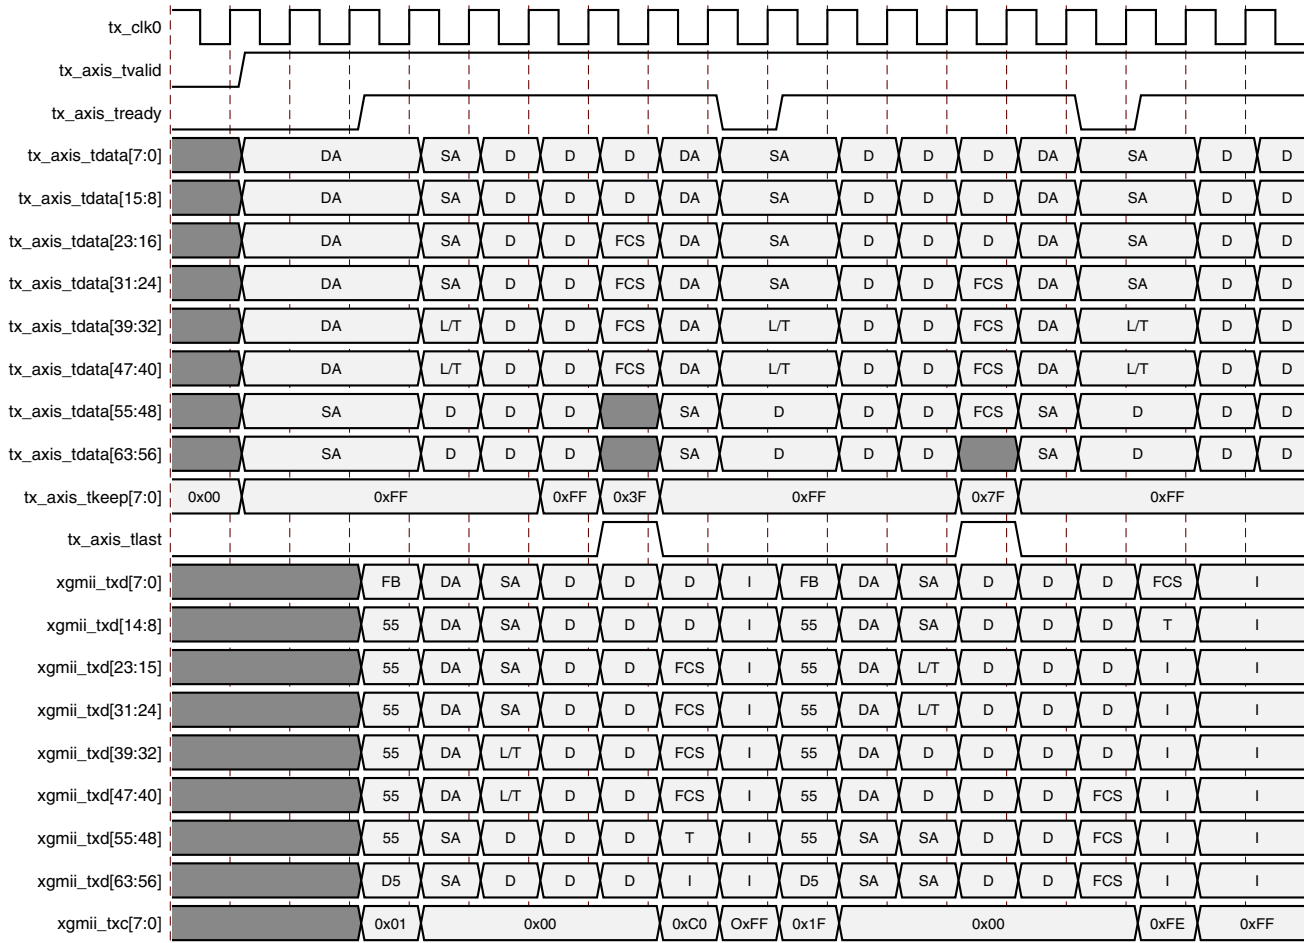 tx_clk0
tx_axis_tvalid
tx_axis_tready
tx_axis_tdata[7:0] DA SA D D D DA SA D D D DA SA D D
tx_axis_tdata[15:8] DA SA D D D DA SA D D D DA SA D D
tx_axis_tdata[23:16] DA SA D D FCS DA SA D D D DA SA D D
tx_axis_tdata[31:24] DA SA D D FCS DA SA D D FCS DA SA D D
tx_axis_tdata[39:32] DA L/T D D FCS DA L/T D D FCS DA L/T D D
tx_axis_tdata[47:40] DA L/T D D FCS DA L/T D D FCS DA L/T D D
tx_axis_tdata[55:48] SA D D D SA D D D FCS SA D D D
tx_axis_tdata[63:56] SA D D D SA D D D SA D D D
tx_axis_tkeep[7:0] 0x00 0xFF 0xFF 0x3F 0xFF 0x7F 0xFF
tx_axis_tlast
xgmii_txd[7:0] FB DA SA D D D I FB DA SA D D D FCS I
xgmii_txd[14:8] 55 DA SA D D D I 55 DA SA D D D T I
xgmii_txd[23:15] 55 DA SA D D FCS I 55 DA L/T D D D I I
xgmii_txd[31:24] 55 DA SA D D FCS I 55 DA L/T D D D I I
xgmii_txd[39:32] 55 DA L/T D D FCS I 55 DA D D D D I I
xgmii_txd[47:40] 55 DA L/T D D FCS I 55 DA D D D FCS I I
xgmii_txd[55:48] 55 SA D D D T I 55 SA SA D D FCS I I
xgmii_txd[63:56] D5 SA D D D I I D5 SA SA D D FCS I I
xgmii_txc[7:0] 0x01 0x00 0xC0 OxFF 0x1F 0x00 0xFE 0xFF